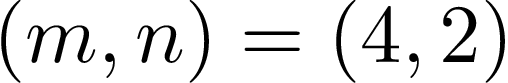 (m, n) = (4, 2)